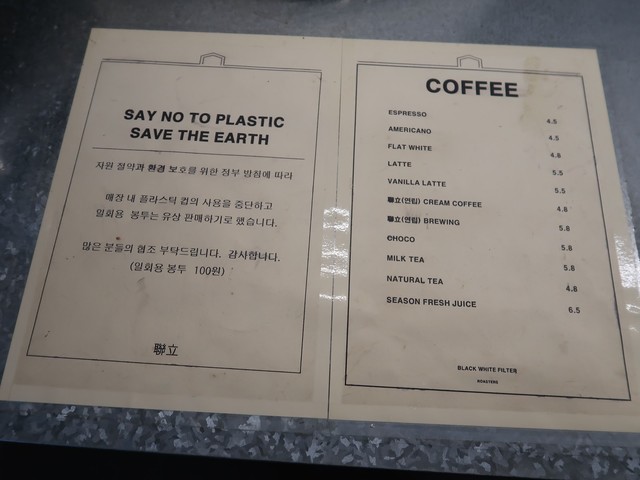 SAY NO TO PLASTIC
SAVE THE EARTH
자원 절약과 환경 보호를 위한 정부 방침에 따라
매장 내 플라스틱 컵의 사용을 중단하고
일회용 봉투는 유상 판매하기로 했습니다.
많은 분들의 협조 부탁드립니다. 감사합니다.
(일회용 봉투 100원)
聯立
COFFEE
ESPRESSO 4.5
AMERICANO 4.5
FLAT WHITE 4.8
LATTE 5.5
VANILLA LATTE 5.5
聯立(연립) CREAM COFFEE 4.8
聯立(연립) BREWING 5.8
CHOCO 5.8
MILK TEA 5.8
NATURAL TEA 4.8
SEASON FRESH JUICE 6.5
BLACK WHITE FILTER
ROASTERS